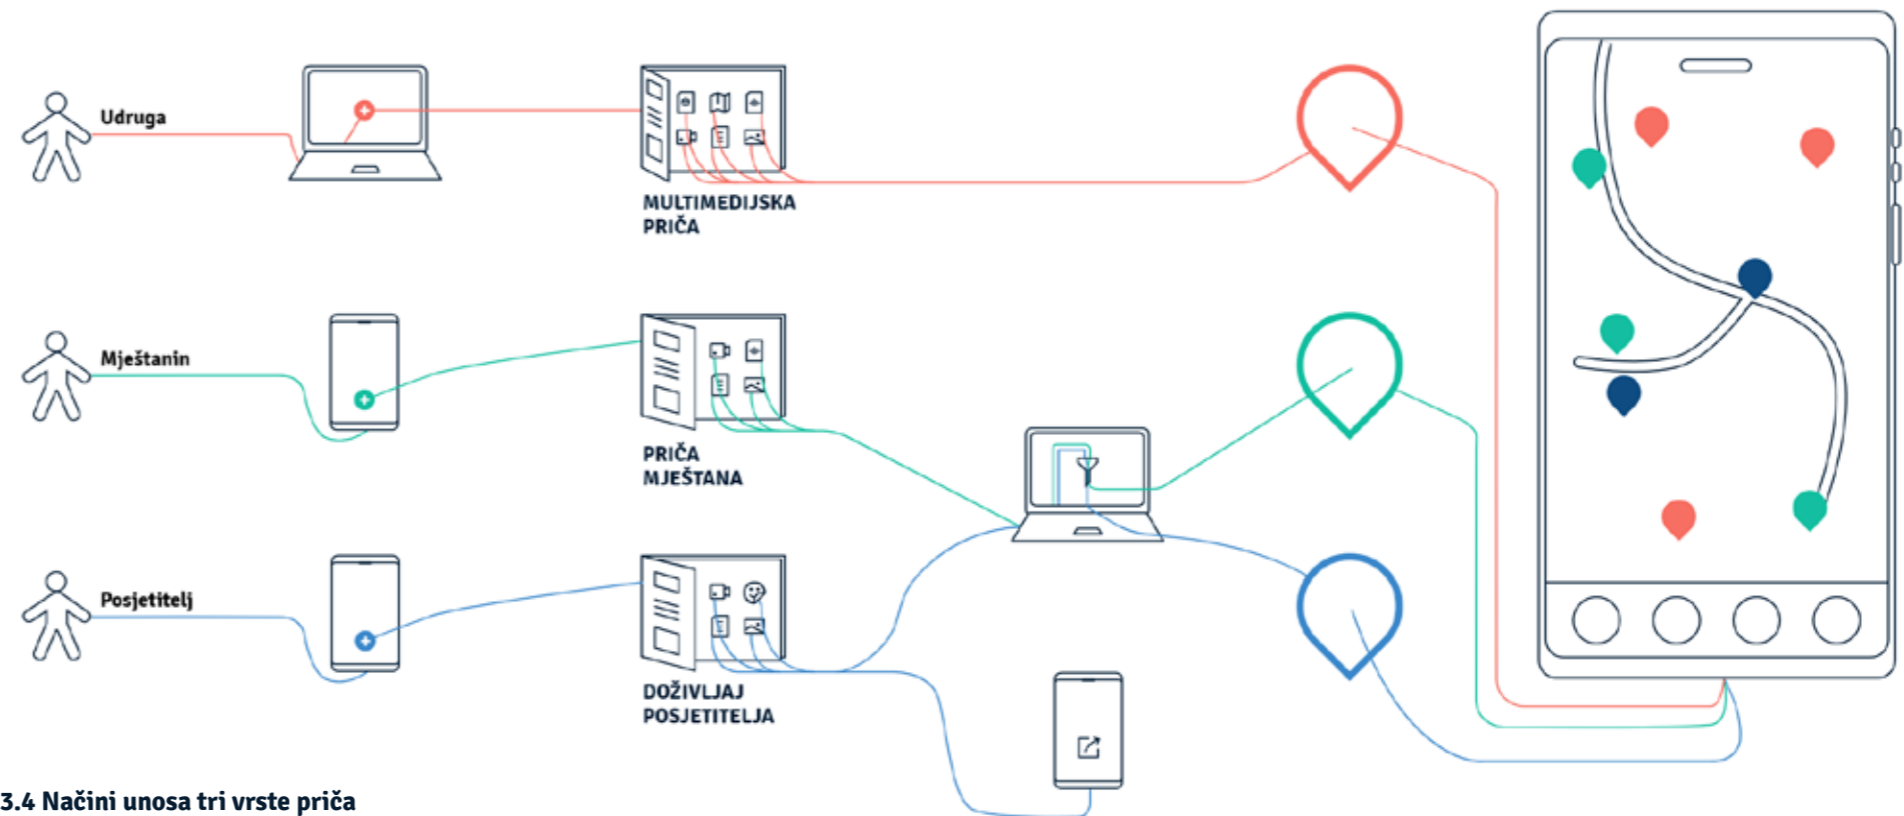 Udruga
MULTIMEDIJSKA
PRIČA
Mještanin
PRIČA
MJEŠTANA
Posjetitelj
DOŽIVLJAJ
POSJETITELJA
3.4 Načini unosa tri vrste priča